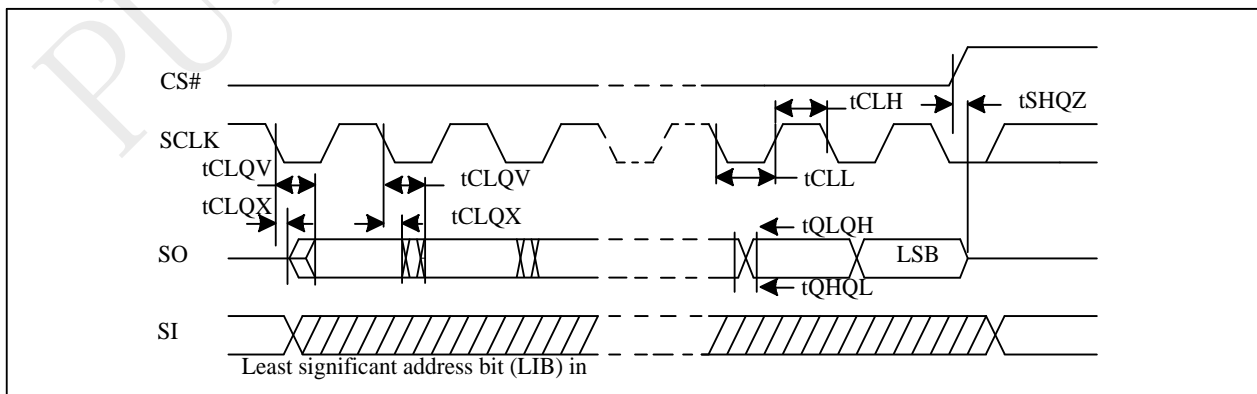 CS#
tCLH
tSHQZ
SCLK
tCLQV
tCLQV
tCLL
tCLQX
tCLQX
tQLQH
SO
LSB
tQHQL
SI
Least significant address bit (LIB) in